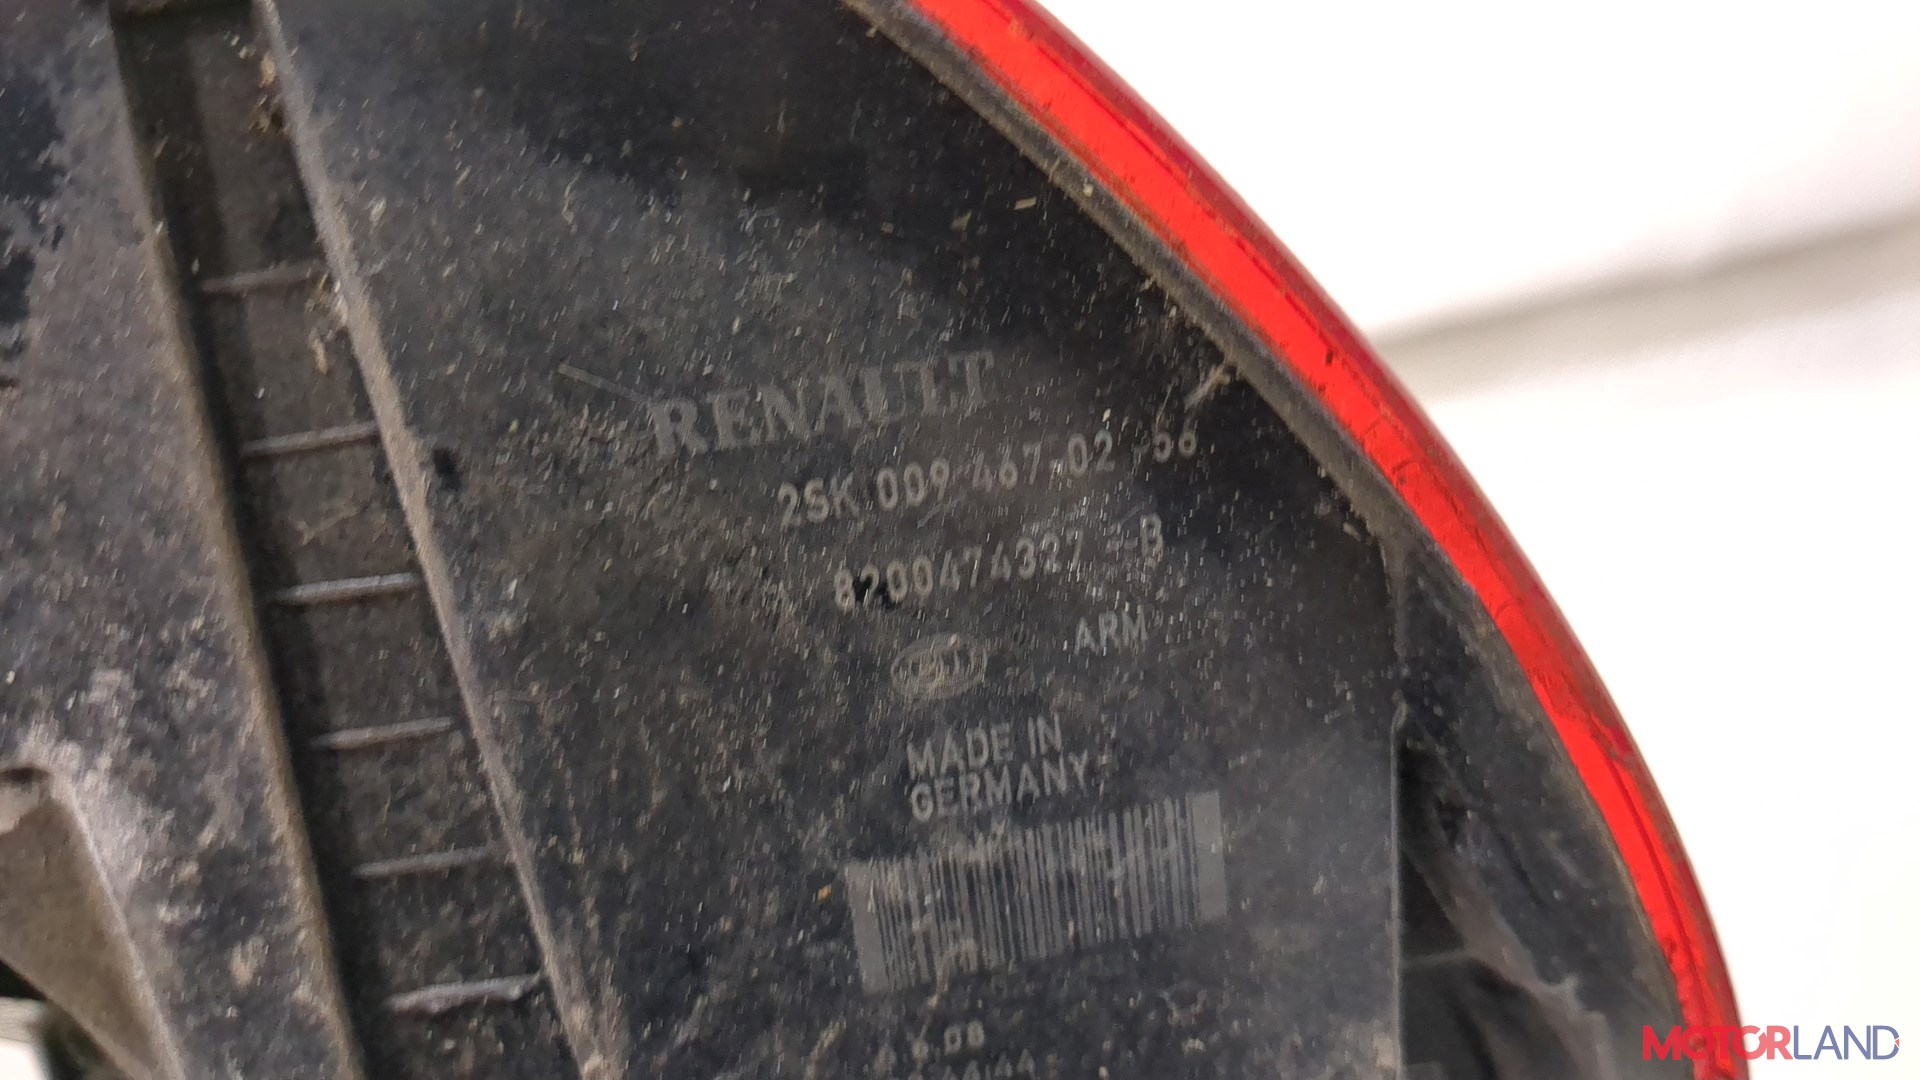 RENAULT
2SK 009 467-02 -56
8200474327 --B
ARM
MADE IN
GERMANY
MOTORLAND